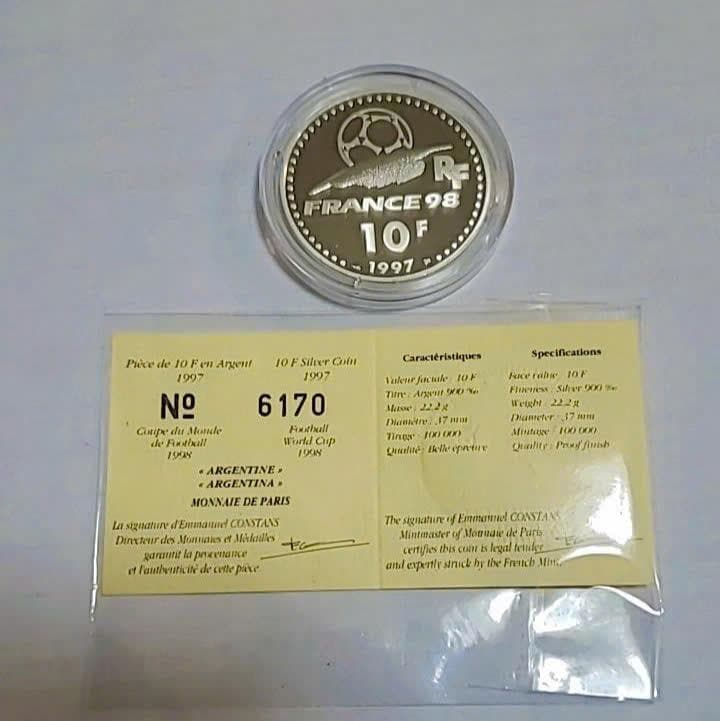 RF
FRANCE 98
10 F
1997
Pièce de 10 F en Argent
1997
10 F Silver Coin
1997
Nº 6170
Coupe du Monde
de Football
1998
Football
World Cup
1998
« ARGENTINE »
« ARGENTINA »
MONNAIE DE PARIS
La signature d'Emmanuel CONSTANS
Directeur des Monnaies et Médailles
garantit la provenance
et l'authenticité de cette pièce.
Caractéristiques
Valeur faciale : 10 F
Titre : Argent 900 ‰
Masse : 22.2 g
Diamètre : 37 mm
Tirage : 100 000
Qualité : Belle épreuve
Specifications
Face value : 10 F
Fineness : Silver 900 ‰
Weight : 22.2 g
Diameter : 37 mm
Mintage : 100 000
Quality : Proof finish
The signature of Emmanuel CONSTANS
Mintmaster of Monnaie de Paris
certifies this coin is legal tender
and expertly struck by the French Mint.